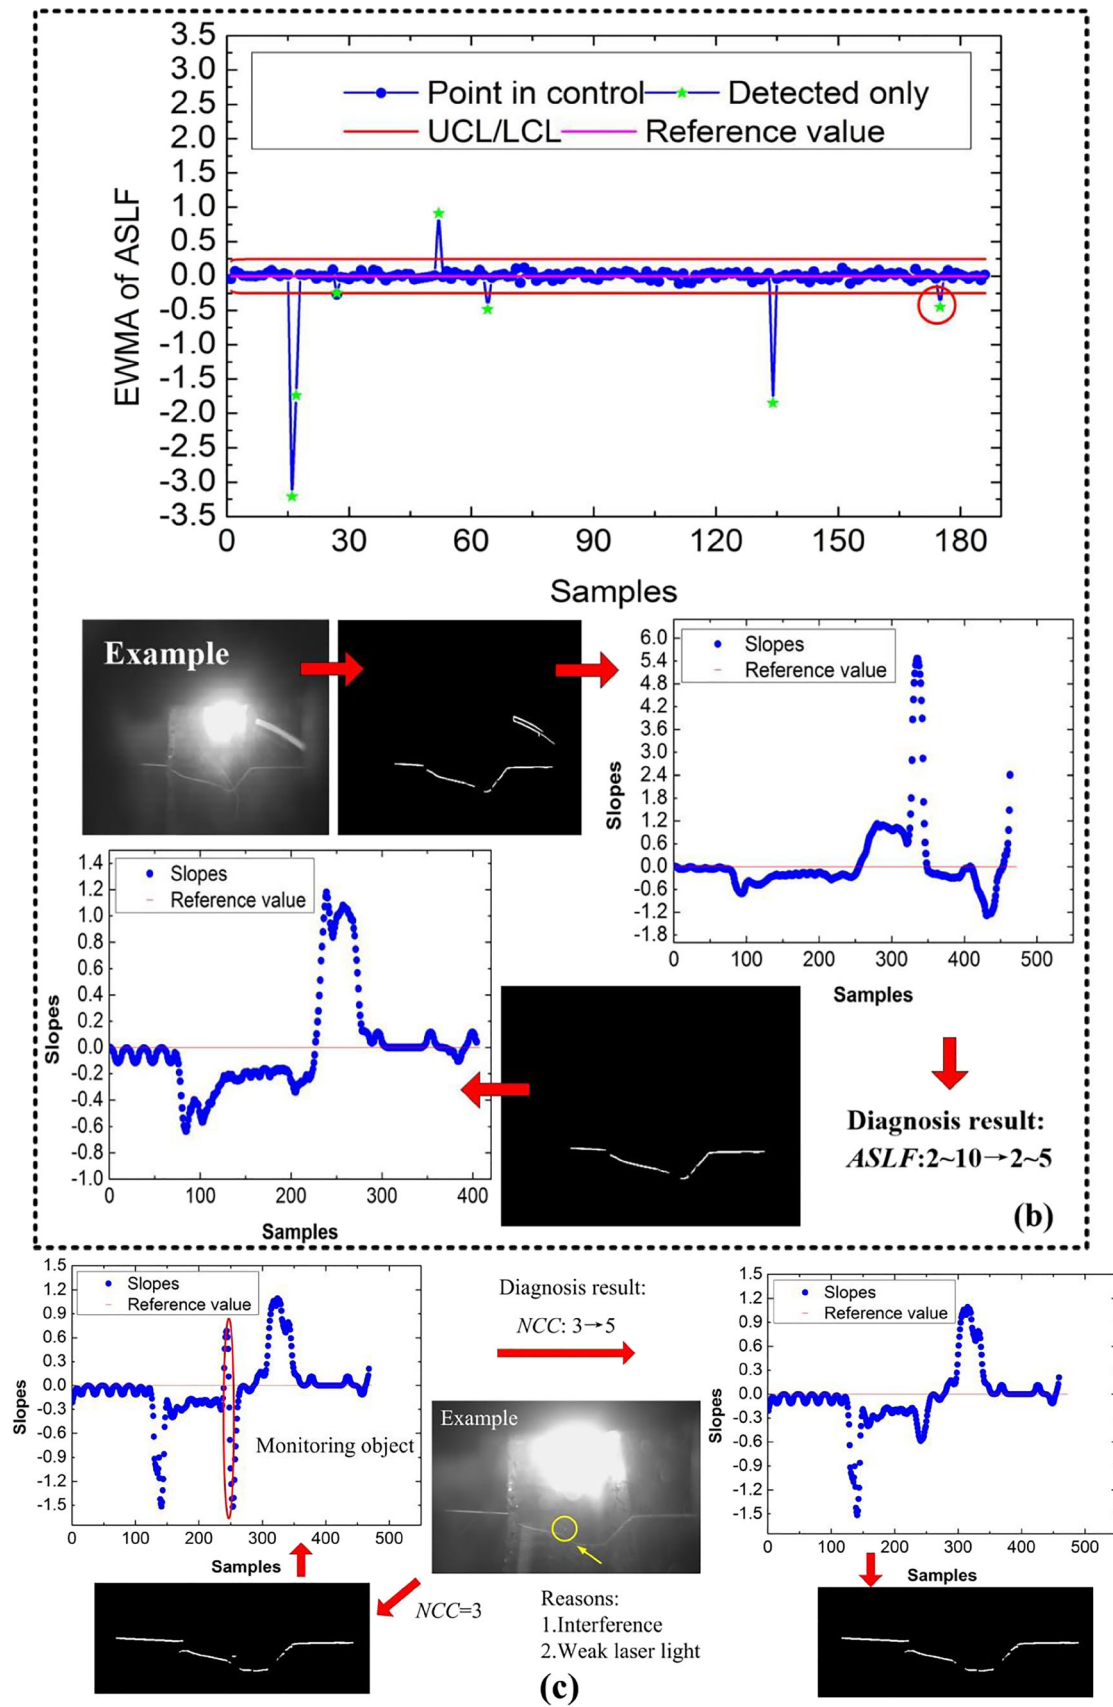 3.5
3.0
2.5
2.0
1.5
1.0
0.5
0.0
-0.5
-1.0
-1.5
-2.0
-2.5
-3.0
-3.5
EWMA of ASLF
Point in control
Detected only
UCL/LCL
Reference value
0 30 60 90 120 150 180
Samples
Example
6.0
5.4
4.8
4.2
3.6
3.0
2.4
1.8
1.2
0.6
0.0
-0.6
-1.2
-1.8
Slopes
Slopes
Reference value
0 100 200 300 400 500
Samples
1.4
1.2
1.0
0.8
0.6
0.4
0.2
0.0
-0.2
-0.4
-0.6
-0.8
-1.0
Slopes
Slopes
Reference value
0 100 200 300 400
Samples
Diagnosis result:
ASLF:2~10→2~5
(b)
1.5
1.2
0.9
0.6
0.3
0.0
-0.3
-0.6
-0.9
-1.2
-1.5
Slopes
Slopes
Reference value
Monitoring object
0 100 200 300 400 500
Samples
Diagnosis result:
NCC: 3→5
Example
1.5
1.2
0.9
0.6
0.3
0.0
-0.3
-0.6
-0.9
-1.2
-1.5
Slopes
Slopes
Reference value
0 100 200 300 400 500
Samples
NCC=3
Reasons:
1.Interference
2.Weak laser light
(c)